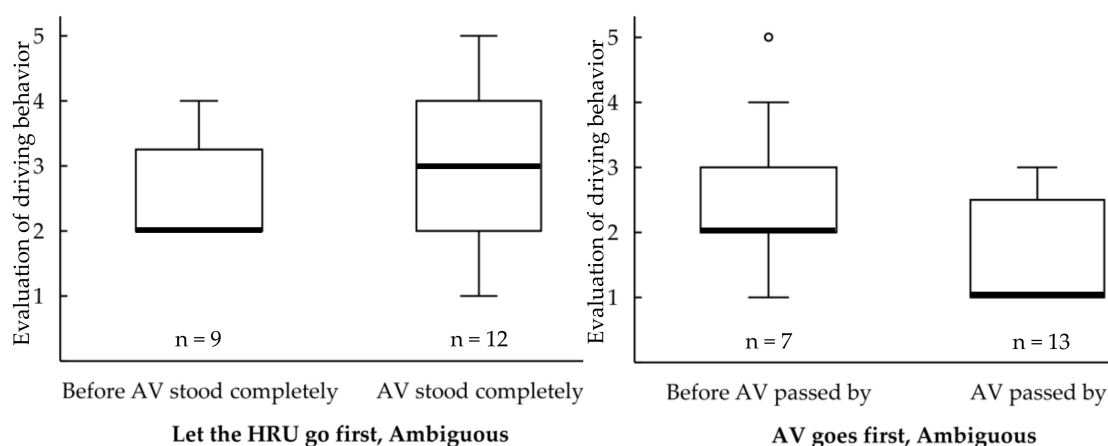 Evaluation of driving behavior
5
4
3
2
1
n = 9
n = 12
Before AV stood completely
AV stood completely
Let the HRU go first, Ambiguous
Evaluation of driving behavior
5
4
3
2
1
n = 7
n = 13
Before AV passed by
AV passed by
AV goes first, Ambiguous